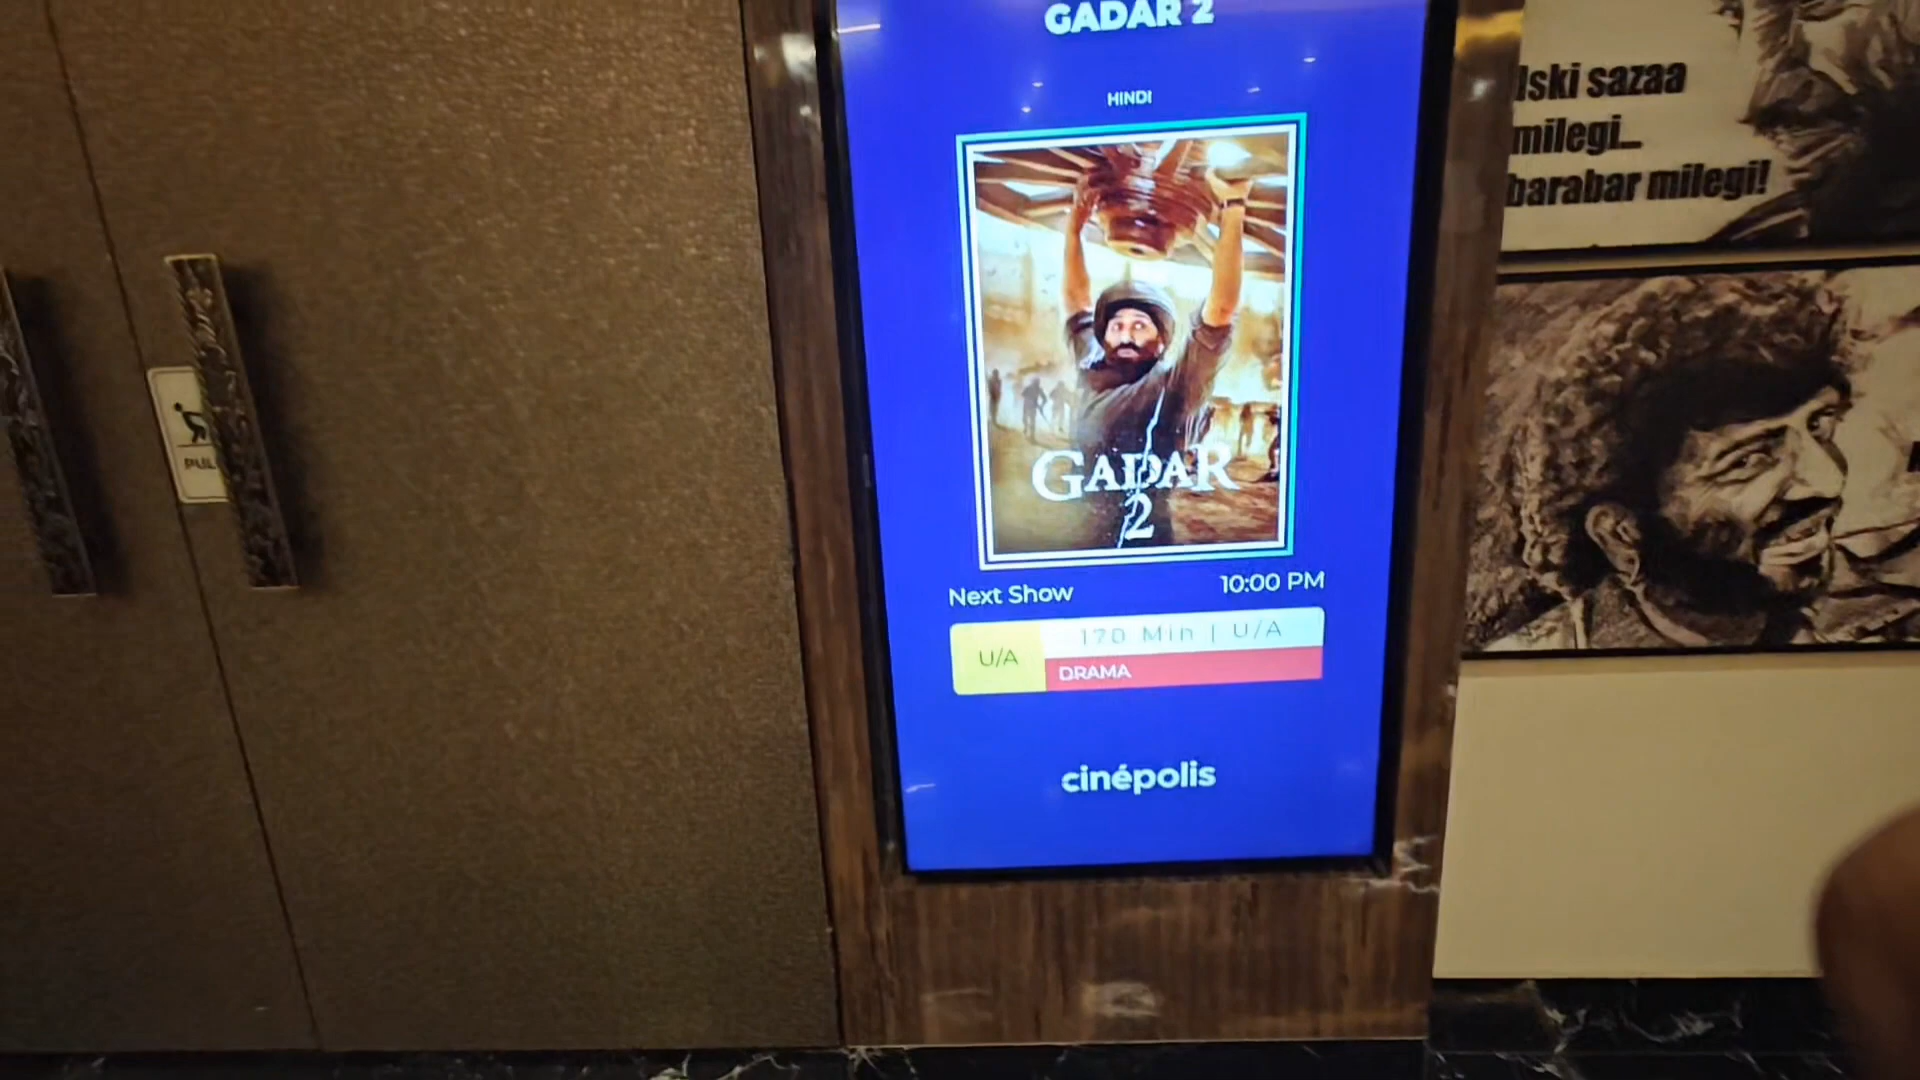 GADAR 2
HINDI
GADAR
2
Next Show 10:00 PM
U/A
170 Min | U/A
DRAMA
cinépolis
Iski sazaa
milegi...
barabar milegi!